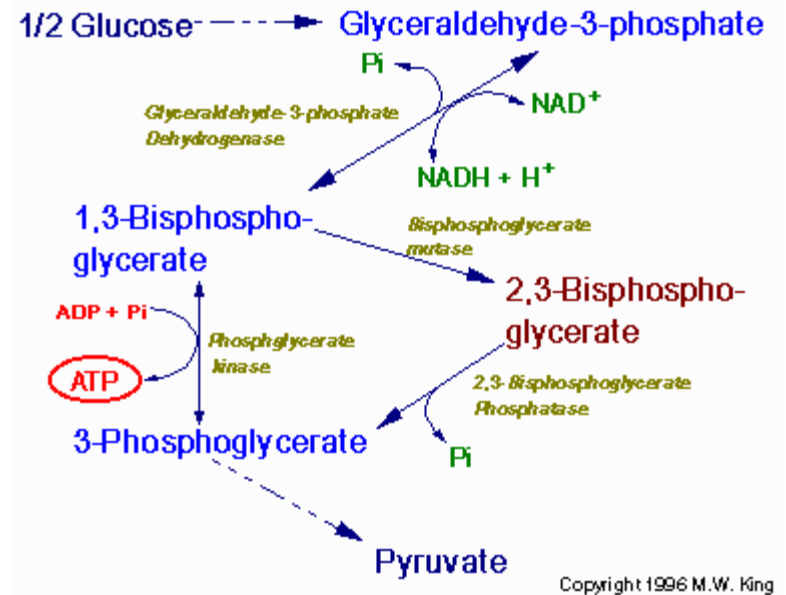 1/2 Glucose
Glyceraldehyde-3-phosphate
Pi
NAD+
Glyceraldehyde-3-phosphate
Dehydrogenase
NADH + H+
1,3-Bisphospho-
glycerate
Bisphosphoglycerate
mutase
2,3-Bisphospho-
glycerate
ADP + Pi
Phosphglycerate
kinase
ATP
2,3-Bisphosphoglycerate
Phosphatase
3-Phosphoglycerate
Pi
Pyruvate
Copyright 1996 M.W. King